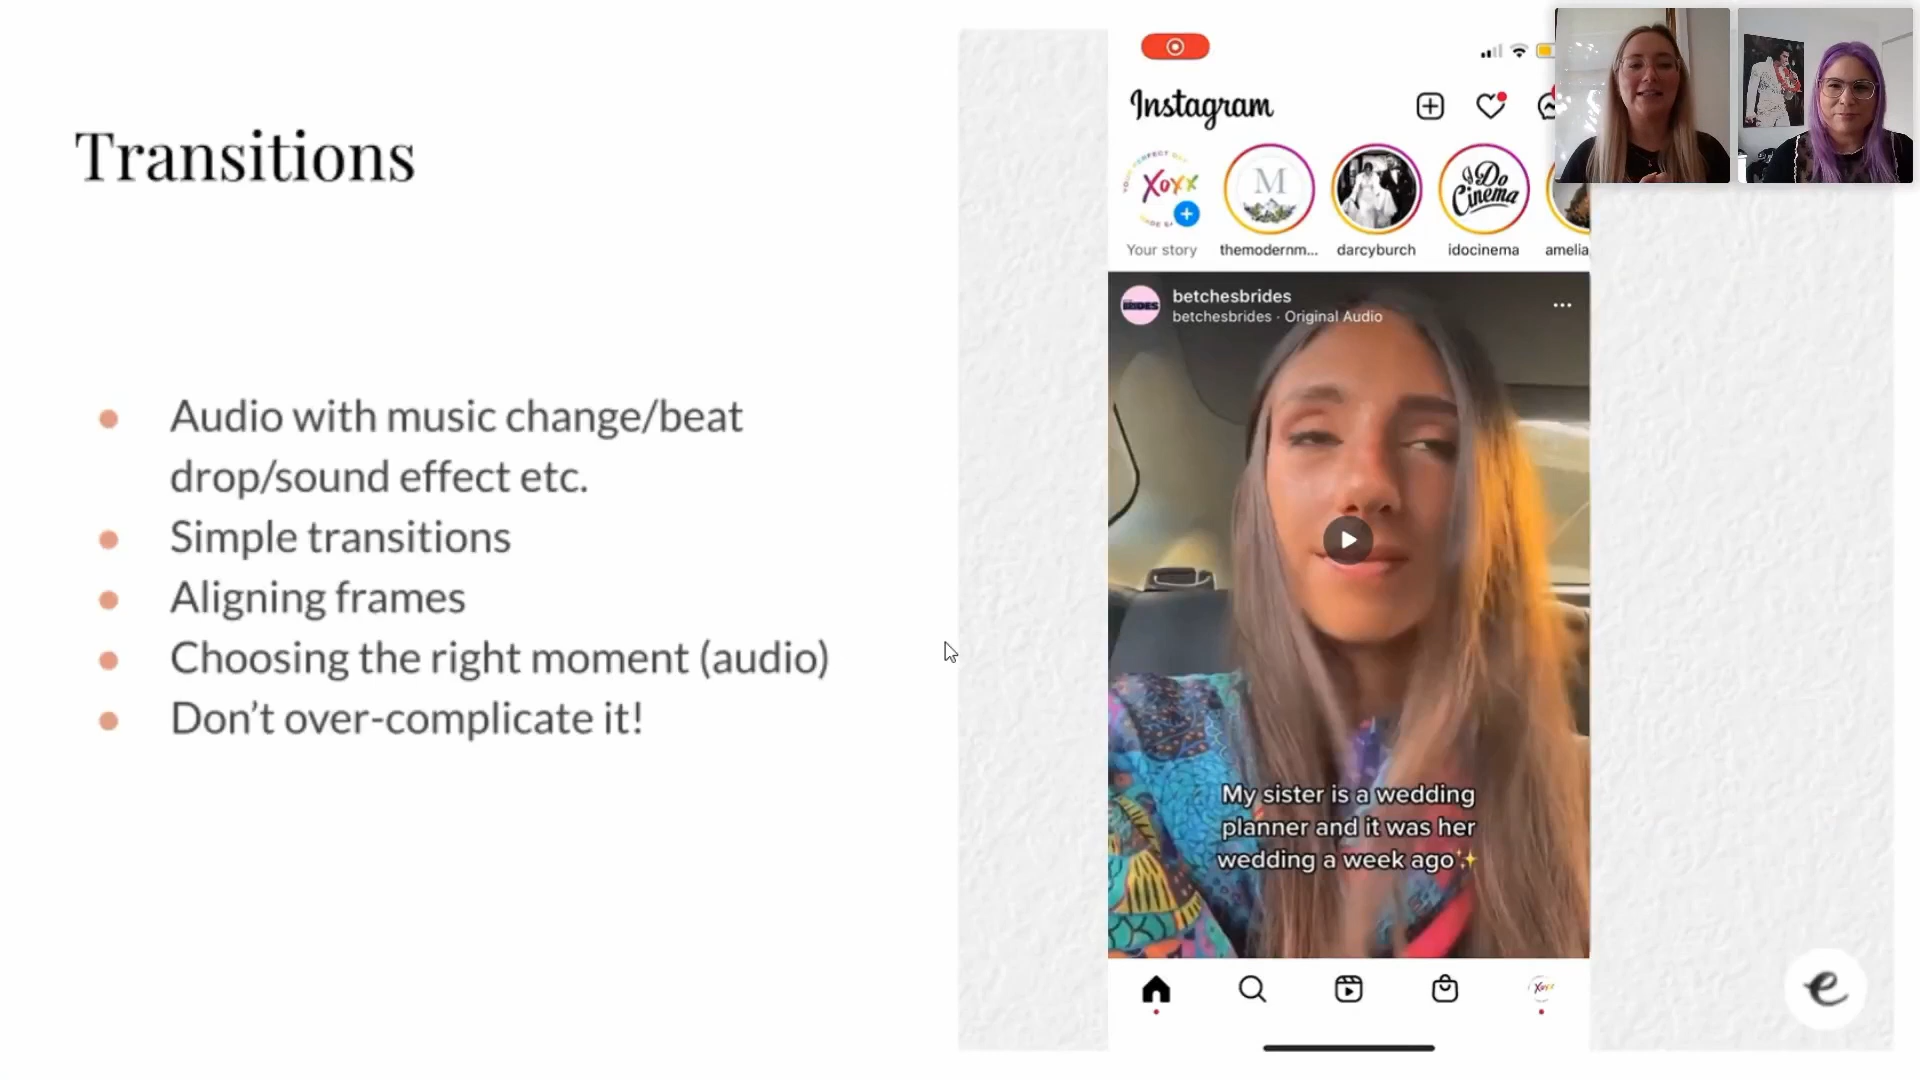 Transitions
Audio with music change/beat
drop/sound effect etc.
Simple transitions
Aligning frames
Choosing the right moment (audio)
Don't over-complicate it!
Instagram
Xoxx
M
I Do
Cinema
Your story
themodernm...
darcyburch
idocinema
amelia
BRIDES
betchesbrides
betchesbrides · Original Audio
My sister is a wedding
planner and it was her
wedding a week ago✨
Xoxx
e